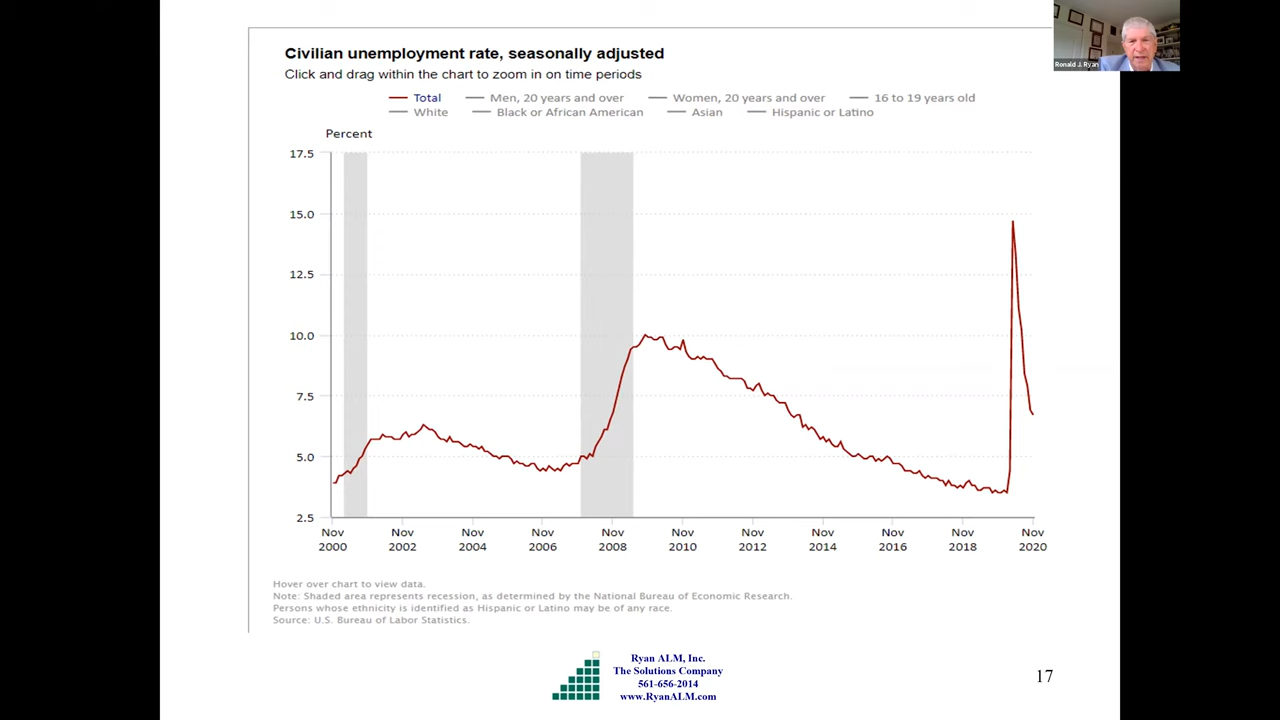 Civilian unemployment rate, seasonally adjusted
Click and drag within the chart to zoom in on time periods
Total Men, 20 years and over Women, 20 years and over 16 to 19 years old
White Black or African American Asian Hispanic or Latino
Percent
17.5
15.0
12.5
10.0
7.5
5.0
2.5
Nov 2000
Nov 2002
Nov 2004
Nov 2006
Nov 2008
Nov 2010
Nov 2012
Nov 2014
Nov 2016
Nov 2018
Nov 2020
Hover over chart to view data.
Note: Shaded area represents recession, as determined by the National Bureau of Economic Research.
Persons whose ethnicity is identified as Hispanic or Latino may be of any race.
Source: U.S. Bureau of Labor Statistics.
Ryan ALM, Inc.
The Solutions Company
561-656-2014
www.RyanALM.com
17
Ronald J. Ryan